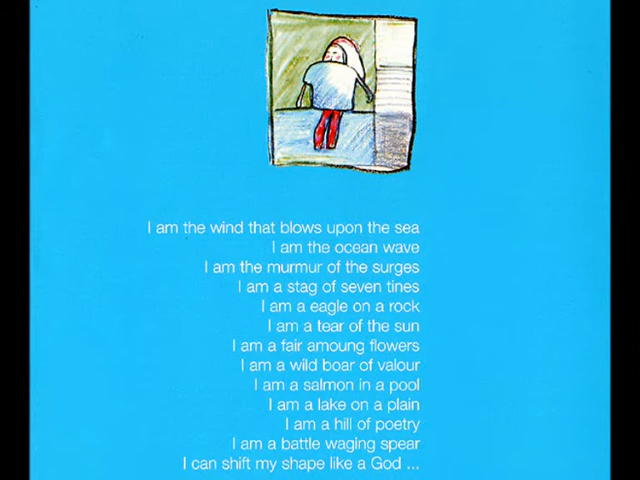 I am the wind that blows upon the sea
I am the ocean wave
I am the murmur of the surges
I am a stag of seven tines
I am a eagle on a rock
I am a tear of the sun
I am a fair amoung flowers
I am a wild boar of valour
I am a salmon in a pool
I am a lake on a plain
I am a hill of poetry
I am a battle waging spear
I can shift my shape like a God ...